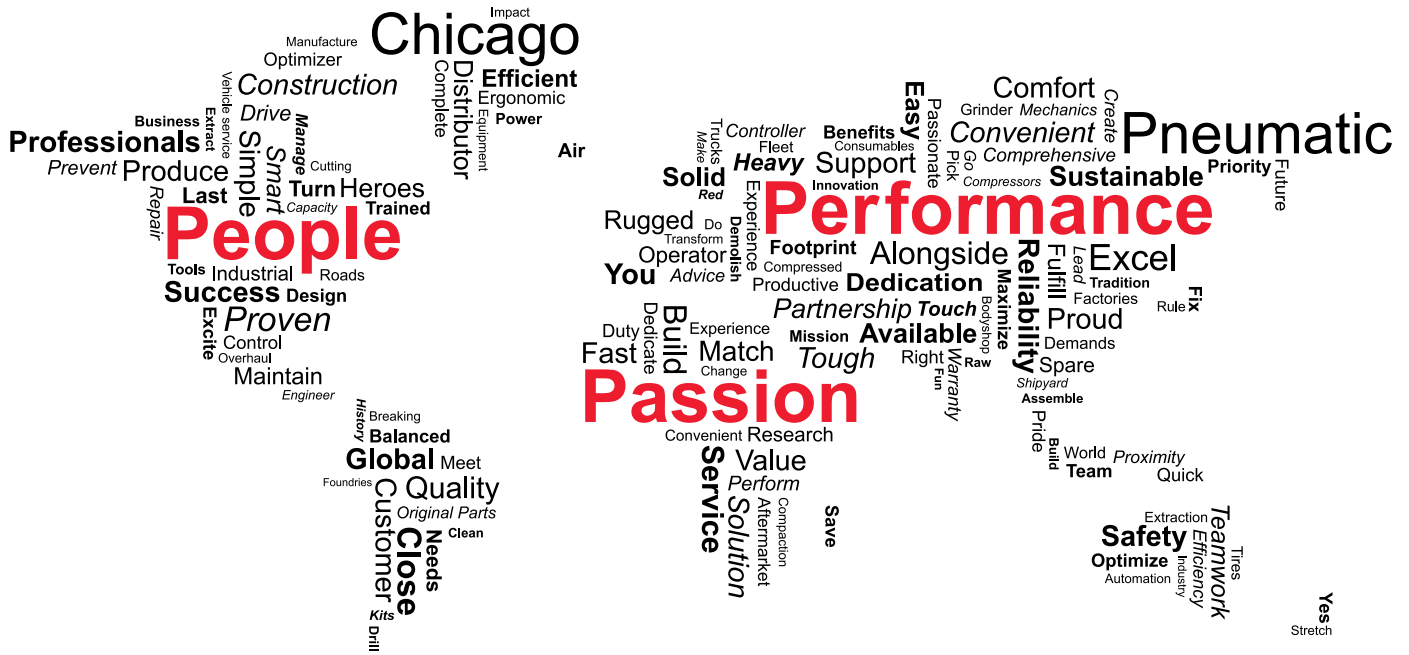 Impact
Chicago
Manufacture
Optimizer
Construction
Vehicle service
Drive
Complete
Distributor
Efficient
Ergonomic
Equipment
Power
Air
Business
Extract
Professionals
Manage
Simple
Smart
Cutting
Prevent
Produce
Turn
Heroes
Last
Capacity
Trained
Repair
People
Tools
Industrial
Roads
Success
Design
Excite
Proven
Control
Overhaul
Maintain
Engineer
History
Breaking
Balanced
Global
Meet
Foundries
Customer
Quality
Original Parts
Close
Needs
Clean
Kits
Drill
Trucks
Controller
Fleet
Benefits
Consumables
Easy
Passionate
Comfort
Grinder
Mechanics
Create
Convenient
Pneumatic
Make
Heavy
Support
Pick
Go
Comprehensive
Priority
Future
Solid
Red
Experience
Innovation
Compressors
Sustainable
Performance
Rugged
Do
Transform
Demolish
Operator
Footprint
Alongside
Reliability
Fulfill
Lead
Excel
You
Advice
Compressed
Productive
Dedication
Maximize
Tradition
Factories
Rule
Fix
Partnership
Touch
Bodyshop
Proud
Duty
Dedicate
Build
Experience
Mission
Available
Demands
Fast
Match
Tough
Right
Warranty
Raw
Spare
Change
Fun
Shipyard
Passion
Assemble
Pride
Convenient
Research
Build
World
Proximity
Service
Value
Team
Quick
Perform
Solution
Aftermarket
Compaction
Save
Extraction
Teamwork
Safety
Efficiency
Tires
Optimize
Industry
Automation
Yes
Stretch